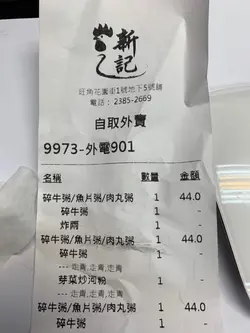 新記
旺角花園街1號地下5號舖
電話：2385-2669
自取外賣
9973-外電901
名稱 數量 金額
碎牛粥/魚片粥/肉丸粥 1 44.0
碎牛粥 1 -
炸兩 1 -
碎牛粥/魚片粥/肉丸粥 1 44.0
碎牛粥 1 -
--- 走青,走青,走青
芽菜炒河粉 1 -
--- 走青,走青,走青
碎牛粥/魚片粥/肉丸粥 1 44.0
碎牛粥 1